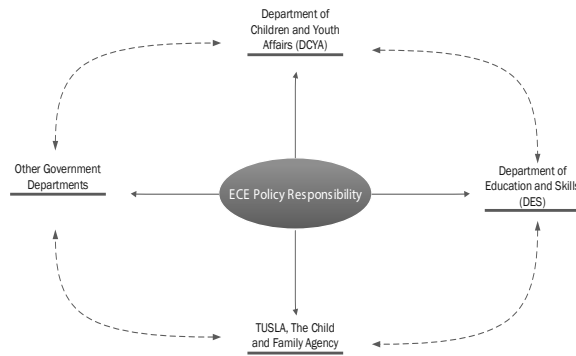 Department of
Children and Youth
Affairs (DCYA)
Other Government
Departments
ECE Policy Responsibility
Department of
Education and Skills
(DES)
TUSLA, The Child
and Family Agency